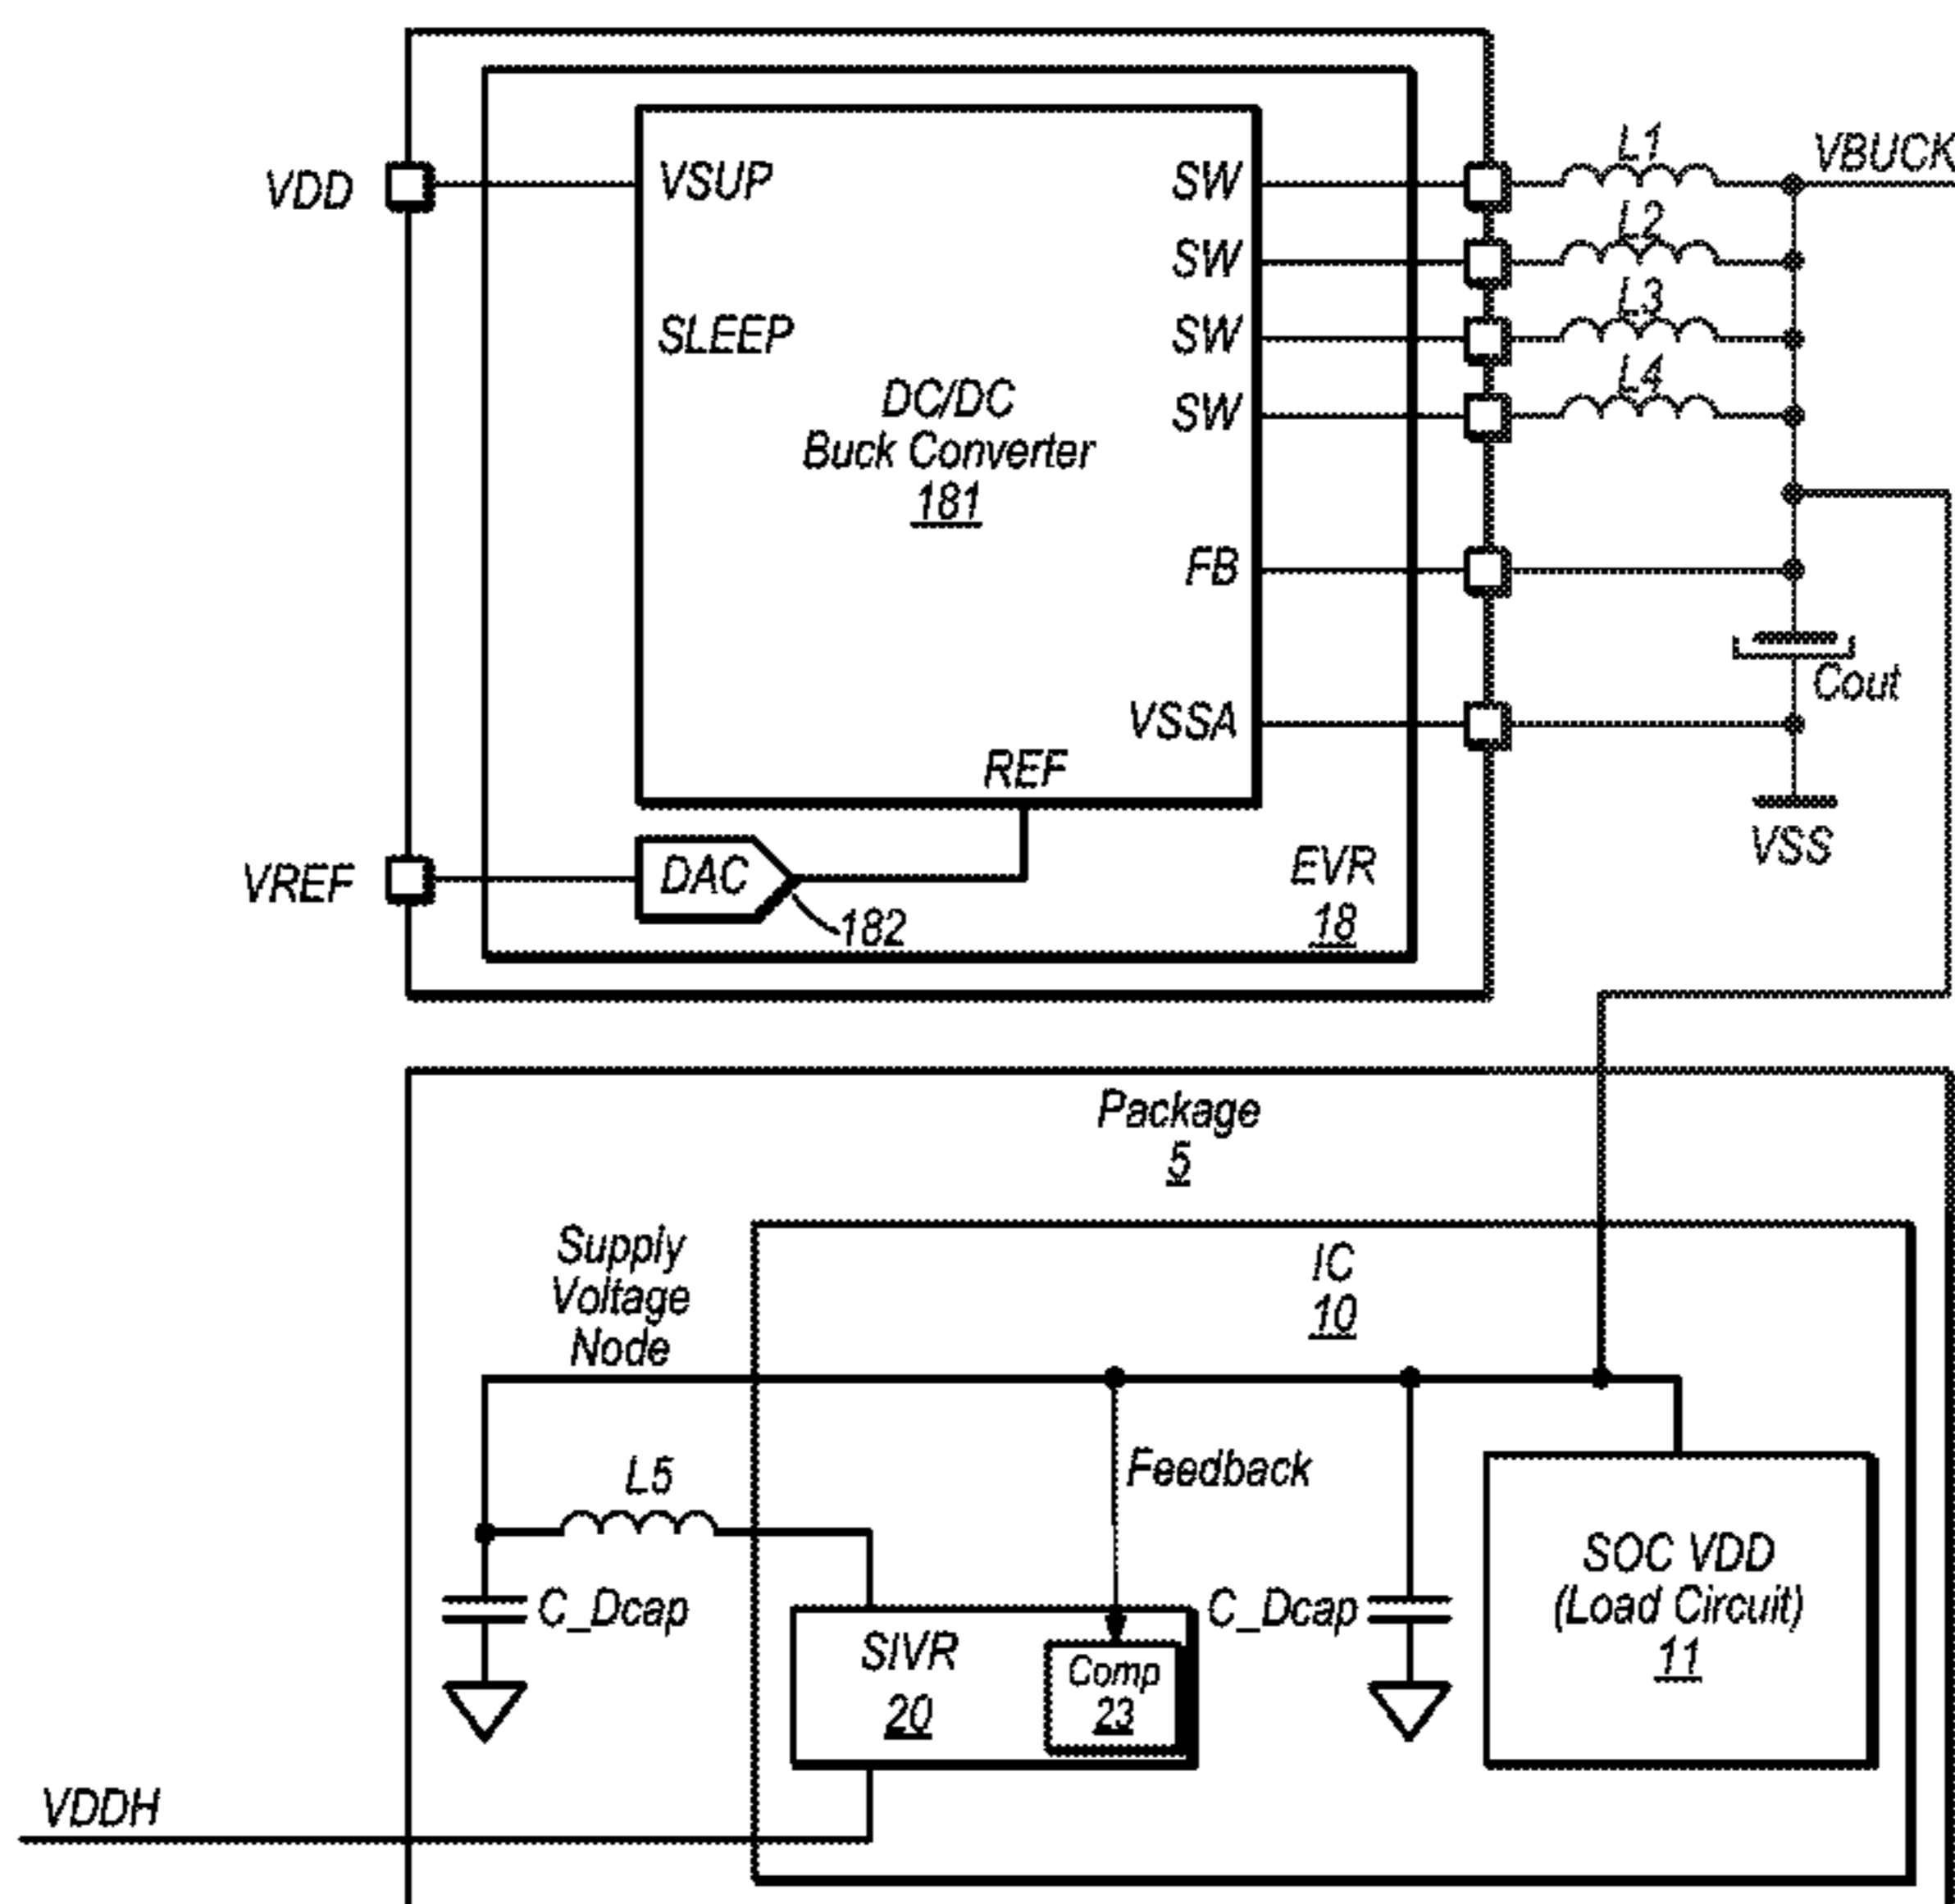 VDD
VSUP
SLEEP
DC/DC
Buck Converter
181
SW
SW
SW
SW
FB
VSSA
REF
VREF
DAC
182
EVR
18
L1
L2
L3
L4
VBUCK
Cout
VSS
Package
5
Supply
Voltage
Node
IC
10
L5
Feedback
C_Dcap
SIVR
20
Comp
23
C_Dcap
SOC VDD
(Load Circuit)
11
VDDH